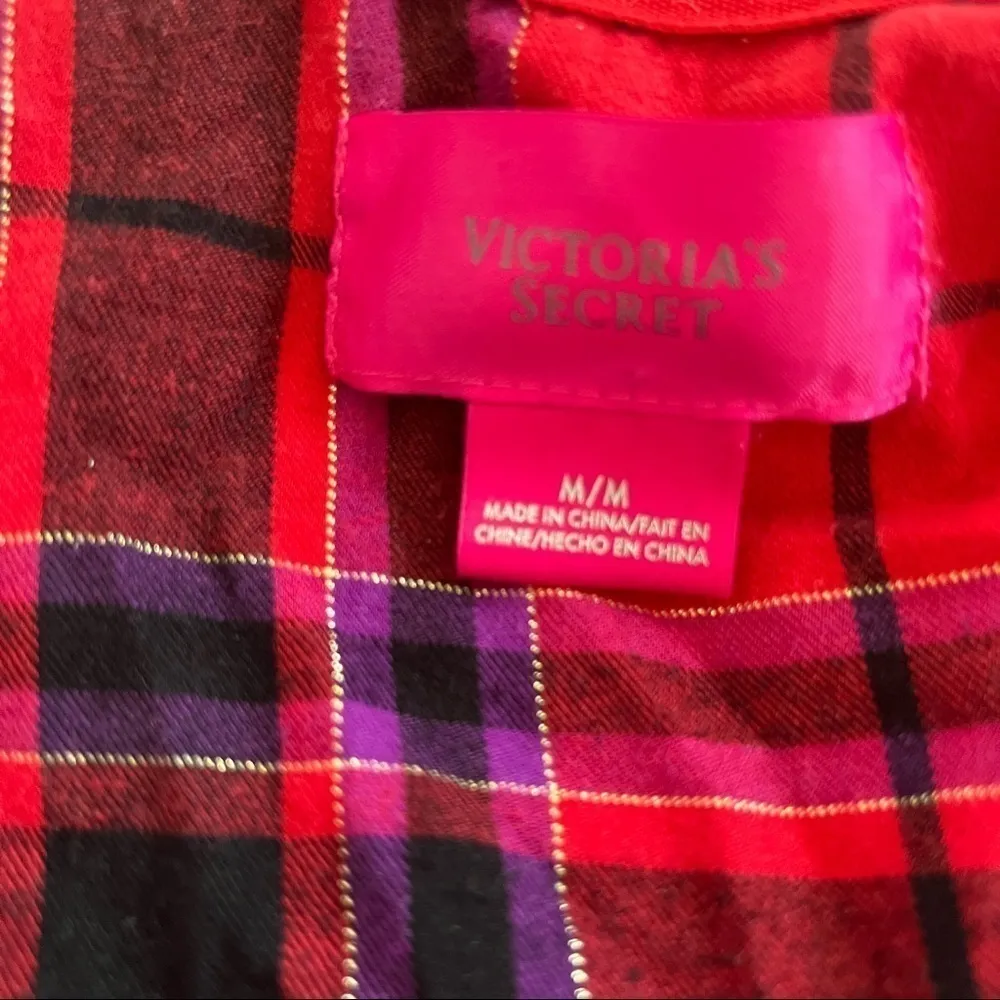 VICTORIA'S
SECRET
M/M
MADE IN CHINA/FAIT EN
CHINE/HECHO EN CHINA